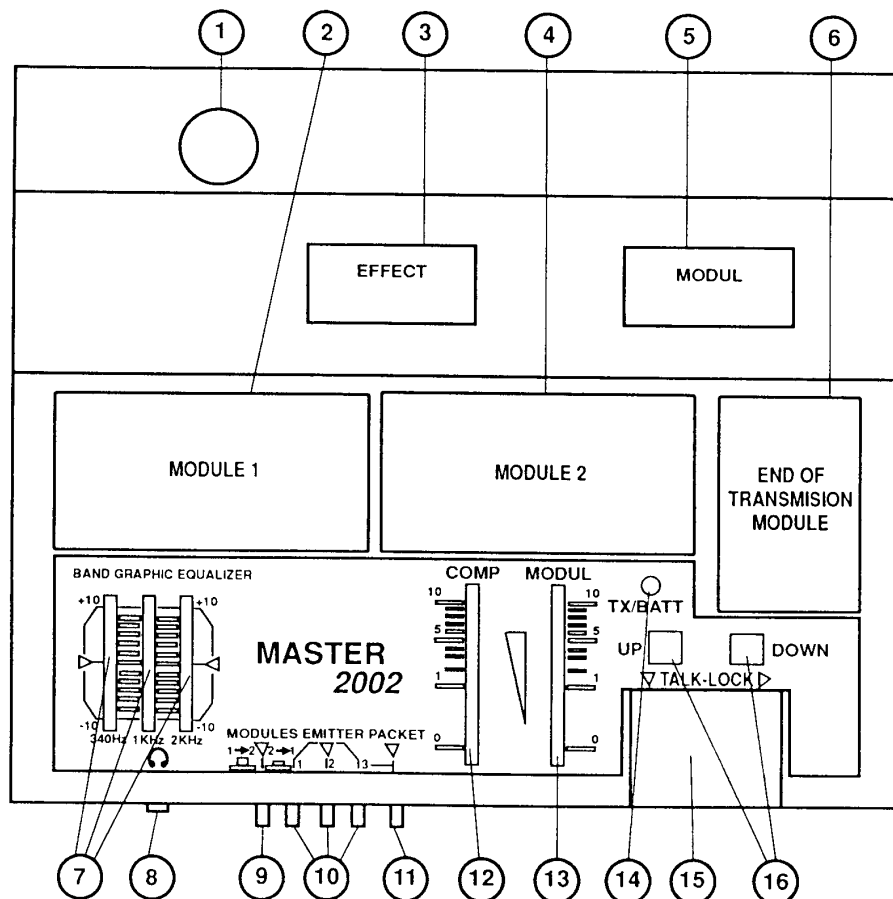 1 2 3 4 5 6
EFFECT
MODUL
MODULE 1
MODULE 2
END OF
TRANSMISION
MODULE
BAND GRAPHIC EQUALIZER
+10 +10
-10 -10
340Hz 1KHz 2KHz
MASTER
2002
MODULES EMITTER PACKET
1→2 2→1 1 2 3
COMP
10
5
1
0
MODUL
10
5
1
0
TX/BATT
UP
DOWN
TALK-LOCK
7 8 9 10 11 12 13 14 15 16